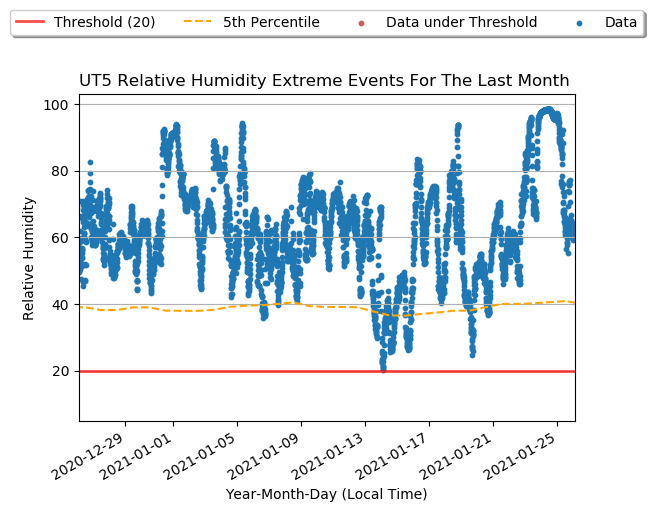 Threshold (20) 5th Percentile Data under Threshold Data
UT5 Relative Humidity Extreme Events For The Last Month
100
80
60
40
20
Relative Humidity
2020-12-29 2021-01-01 2021-01-05 2021-01-09 2021-01-13 2021-01-17 2021-01-21 2021-01-25
Year-Month-Day (Local Time)